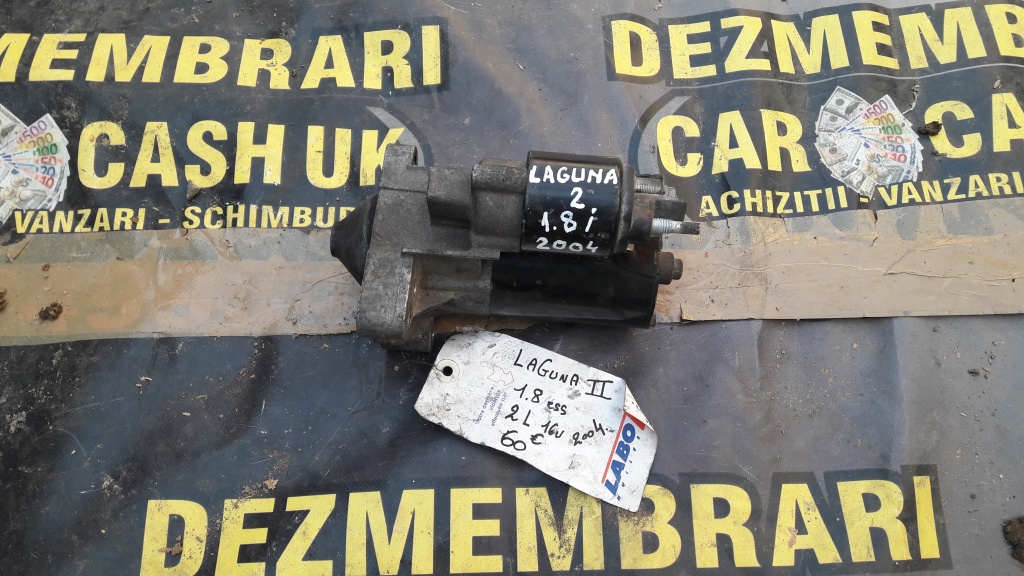 MEMBRARI
CASH UK
VANZARI - SCHIMBUR
DEZMEMB
CAR CA
ACHIZITII - VANZARI
LAGUNA
2
1.8i
2004
LAGUNA II
1.8 ess
2L 16v 2004
60€
LABO
DEZMEMBRARI